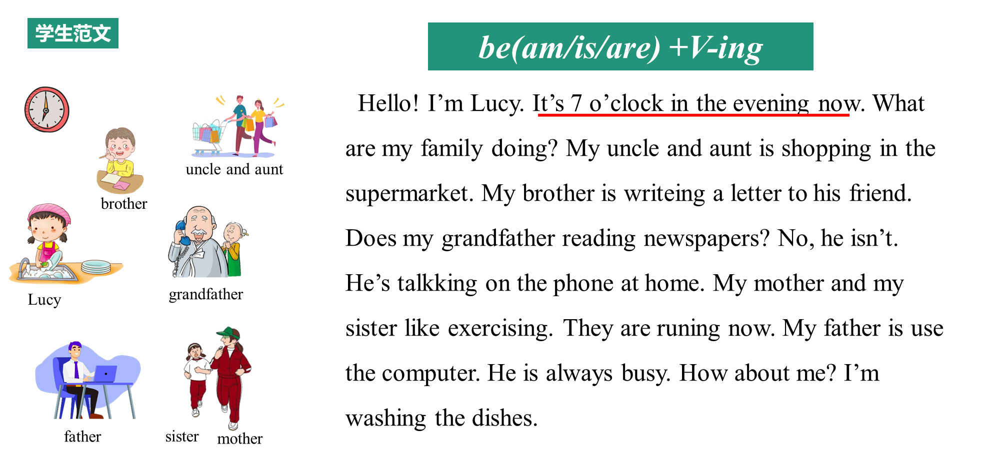 学生范文
be(am/is/are) +V-ing
Hello! I’m Lucy. It’s 7 o’clock in the evening now. What
are my family doing? My uncle and aunt is shopping in the
supermarket. My brother is writeing a letter to his friend.
Does my grandfather reading newspapers? No, he isn’t.
He’s talkking on the phone at home. My mother and my
sister like exercising. They are runing now. My father is use
the computer. He is always busy. How about me? I’m
washing the dishes.
uncle and aunt
brother
grandfather
Lucy
father
sister
mother